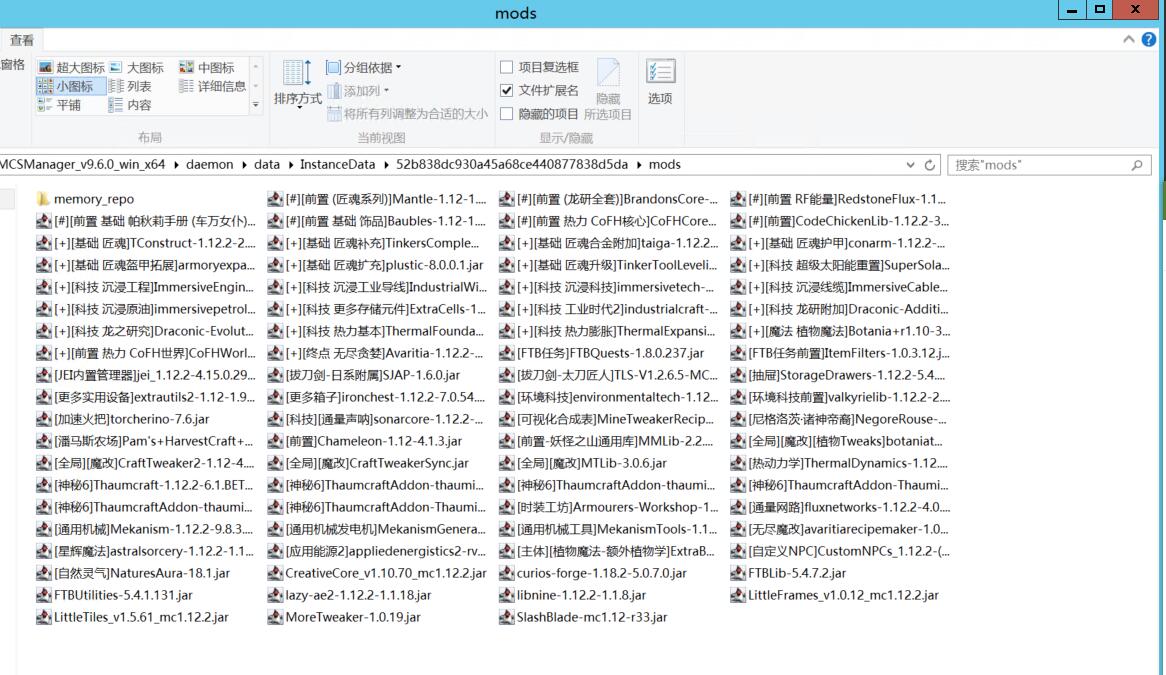 mods
查看
窗格
超大图标 大图标 中图标
小图标 列表 详细信息
平铺 内容
布局
排序方式
分组依据
添加列
将所有列调整为合适的大小
当前视图
项目复选框
文件扩展名
隐藏的项目
隐藏
所选项目
显示/隐藏
选项
MCSManager_v9.6.0_win_x64 daemon data InstanceData 52b838dc930a45a68ce440877838d5da mods
搜索"mods"
memory_repo [#][前置 (匠魂系列)]Mantle-1.12-1.... [#][前置 (龙研全套)]BrandonsCore-... [#][前置 RF能量]RedstoneFlux-1.1...
[#][前置 基础 帕秋莉手册 (车万女仆)... [#][前置 基础 饰品]Baubles-1.12-1... [#][前置 热力 CoFH核心]CoFHCore... [#][前置]CodeChickenLib-1.12.2-3...
[+][基础 匠魂]TConstruct-1.12.2-2.... [+][基础 匠魂补充]TinkersComple... [+][基础 匠魂合金附加]taiga-1.12.2... [+][基础 匠魂护甲]conarm-1.12.2-...
[+][基础 匠魂盔甲拓展]armoryexpa... [+][基础 匠魂扩充]plustic-8.0.0.1.jar [+][基础 匠魂升级]TinkerToolLeveli... [+][科技 超级太阳能重置]SuperSola...
[+][科技 沉浸工程]ImmersiveEngin... [+][科技 沉浸工业导线]IndustrialWi... [+][科技 沉浸科技]immersivetech-... [+][科技 沉浸线缆]ImmersiveCable...
[+][科技 沉浸原油]immersivepetrol... [+][科技 更多存储元件]ExtraCells-1... [+][科技 工业时代2]industrialcraft-... [+][科技 龙研附加]Draconic-Additi...
[+][科技 龙之研究]Draconic-Evolut... [+][科技 热力基本]ThermalFounda... [+][科技 热力膨胀]ThermalExpansi... [+][魔法 植物魔法]Botania+r1.10-3...
[+][前置 热力 CoFH世界]CoFHWorl... [+][终点 无尽贪婪]Avaritia-1.12.2-... [FTB任务]FTBQuests-1.8.0.237.jar [FTB任务前置]ItemFilters-1.0.3.12.j...
[JEI内置管理器]jei_1.12.2-4.15.0.29... [拔刀剑-日系附属]SJAP-1.6.0.jar [拔刀剑-太刀匠人]TLS-V1.2.6.5-MC... [抽屉]StorageDrawers-1.12.2-5.4....
[更多实用设备]extrautils2-1.12-1.9... [更多箱子]ironchest-1.12.2-7.0.54.... [环境科技]environmentaltech-1.12... [环境科技前置]valkyrielib-1.12.2-2....
[加速火把]torcherino-7.6.jar [科技][通量声呐]sonarcore-1.12.2-... [可视化合成表]MineTweakerRecip... [尼格洛茨·诸神帝裔]NegoreRouse-...
[潘马斯农场]Pam's+HarvestCraft+... [前置]Chameleon-1.12-4.1.3.jar [前置-妖怪之山通用库]MMLib-2.2.... [全局][魔改][植物Tweaks]botaniat...
[全局][魔改]CraftTweaker2-1.12-4.... [全局][魔改]CraftTweakerSync.jar [全局][魔改]MTLib-3.0.6.jar [热动力学]ThermalDynamics-1.12....
[神秘6]Thaumcraft-1.12.2-6.1.BET... [神秘6]ThaumcraftAddon-thaumi... [神秘6]ThaumcraftAddon-thaumi... [神秘6]ThaumcraftAddon-Thaumi...
[神秘6]ThaumcraftAddon-thaumi... [神秘6]ThaumcraftAddon-Thaumi... [时装工坊]Armourers-Workshop-1... [通量网路]fluxnetworks-1.12.2-4.0....
[通用机械]Mekanism-1.12.2-9.8.3.... [通用机械发电机]MekanismGenera... [通用机械工具]MekanismTools-1.1... [无尽魔改]avaritiarecipemaker-1.0...
[星辉魔法]astralsorcery-1.12.2-1.1... [应用能源2]appliedenergistics2-rv... [主体][植物魔法-额外植物学]ExtraB... [自定义NPC]CustomNPCs_1.12.2-(...
[自然灵气]NaturesAura-18.1.jar CreativeCore_v1.10.70_mc1.12.2.jar curios-forge-1.18.2-5.0.7.0.jar FTBLib-5.4.7.2.jar
FTBUtilities-5.4.1.131.jar lazy-ae2-1.12.2-1.1.18.jar libnine-1.12.2-1.1.8.jar LittleFrames_v1.0.12_mc1.12.2.jar
LittleTiles_v1.5.61_mc1.12.2.jar MoreTweaker-1.0.19.jar SlashBlade-mc1.12-r33.jar